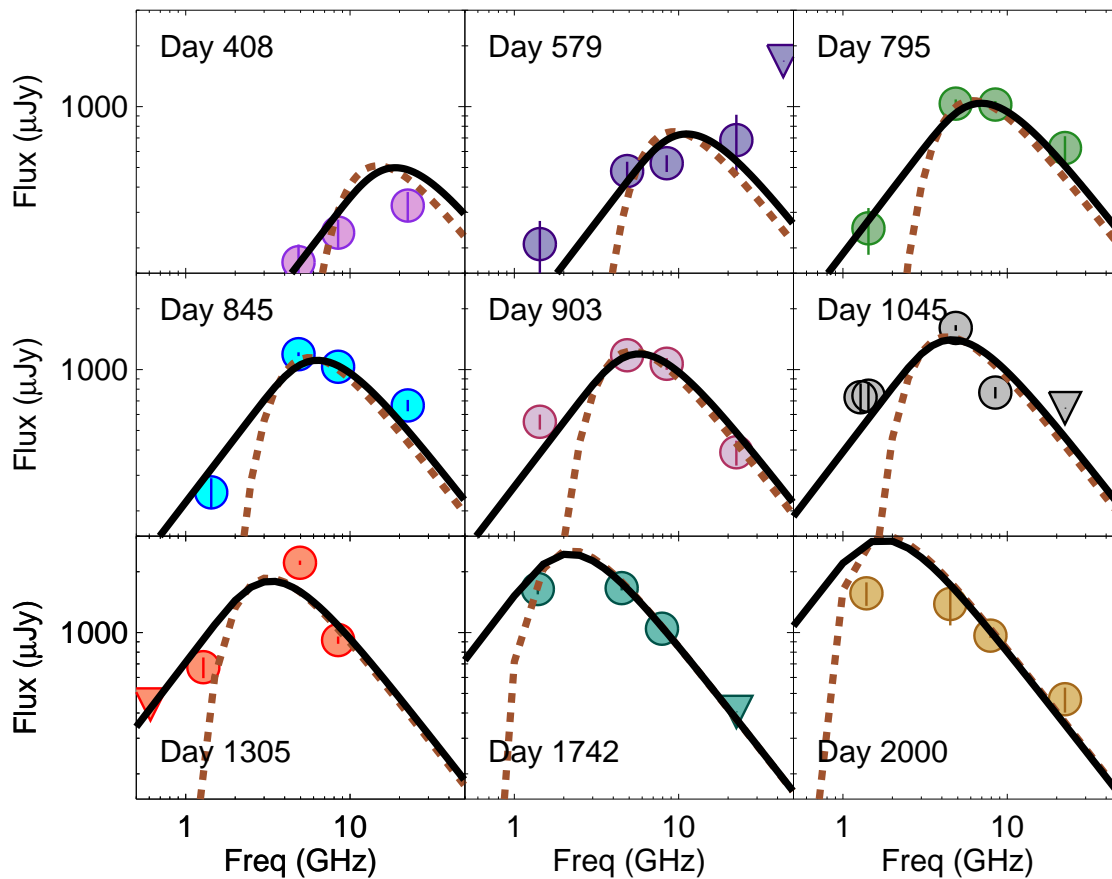 Day 408
Day 579
Day 795
Flux (μJy)
1000
Day 845
Day 903
Day 1045
Flux (μJy)
1000
Day 1305
Day 1742
Day 2000
Flux (μJy)
1000
1 10
1 10
1 10
Freq (GHz)
Freq (GHz)
Freq (GHz)